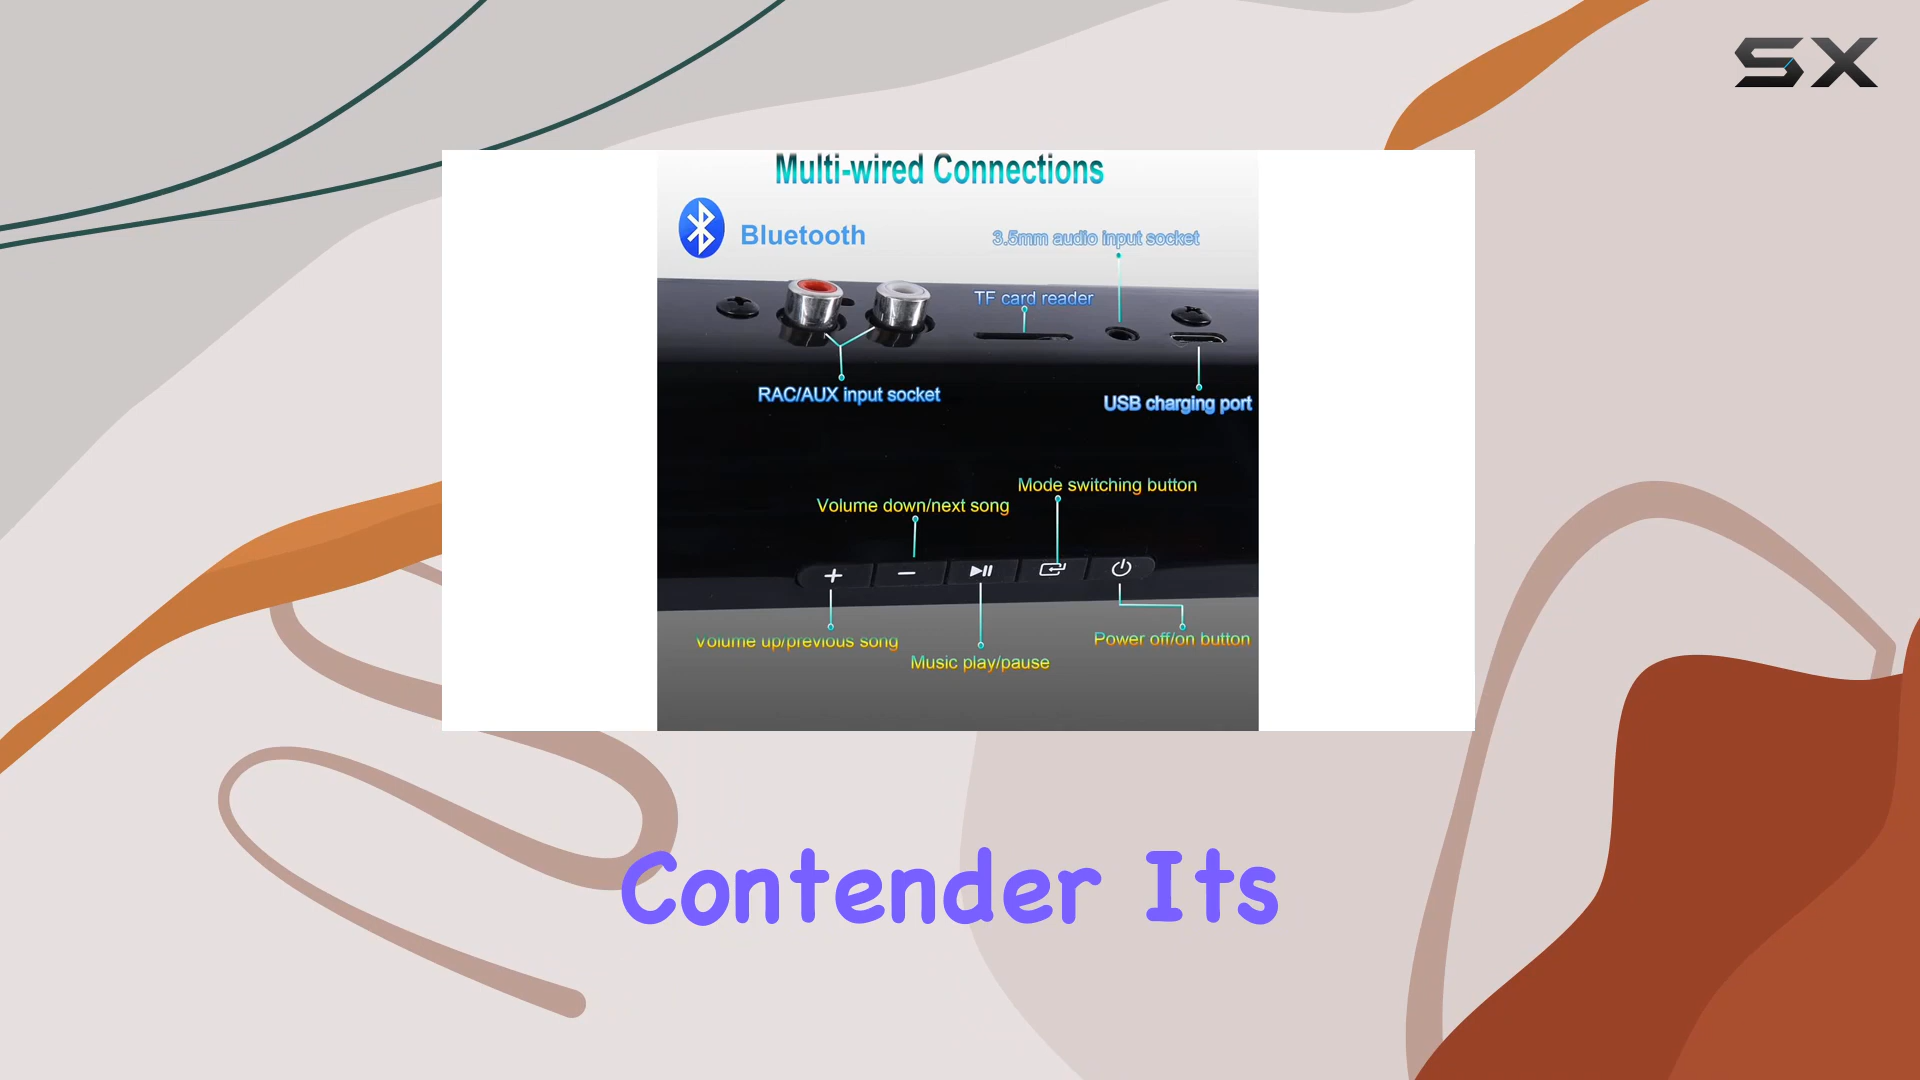 SX
Multi-wired Connections
Bluetooth
3.5mm audio input socket
TF card reader
RAC/AUX input socket
USB charging port
Mode switching button
Volume down/next song
Volume up/previous song
Power off/on button
Music play/pause
Contender Its